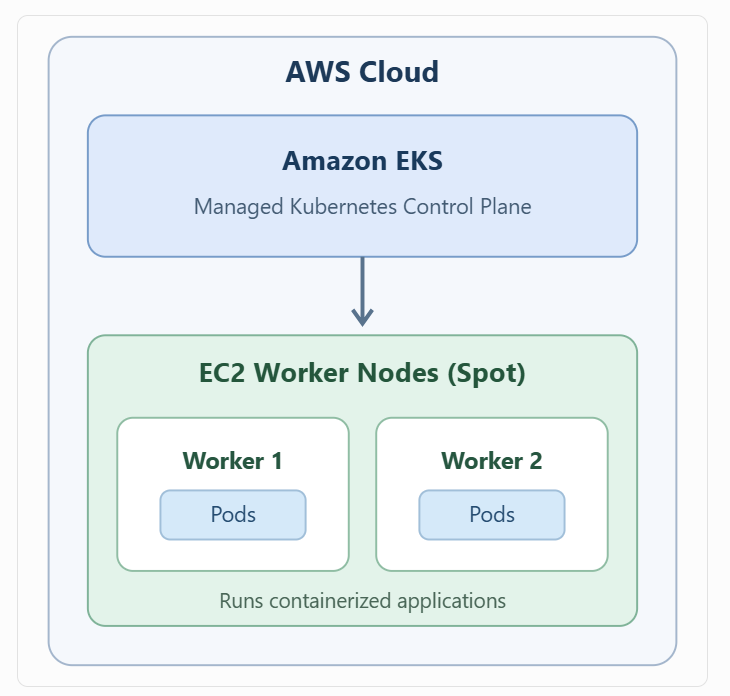 AWS Cloud
Amazon EKS
Managed Kubernetes Control Plane
EC2 Worker Nodes (Spot)
Worker 1
Worker 2
Pods
Pods
Runs containerized applications